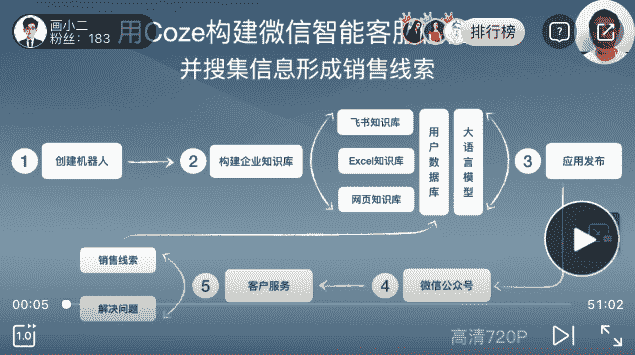 画小二
粉丝：183
用Coze构建微信智能客服
排行榜
并搜集信息形成销售线索
1 创建机器人
2 构建企业知识库
飞书知识库
Excel知识库
网页知识库
用户数据库
大语言模型
3 应用发布
销售线索
解决问题
5 客户服务
4 微信公众号
00:05
51:02
1.0
高清720P